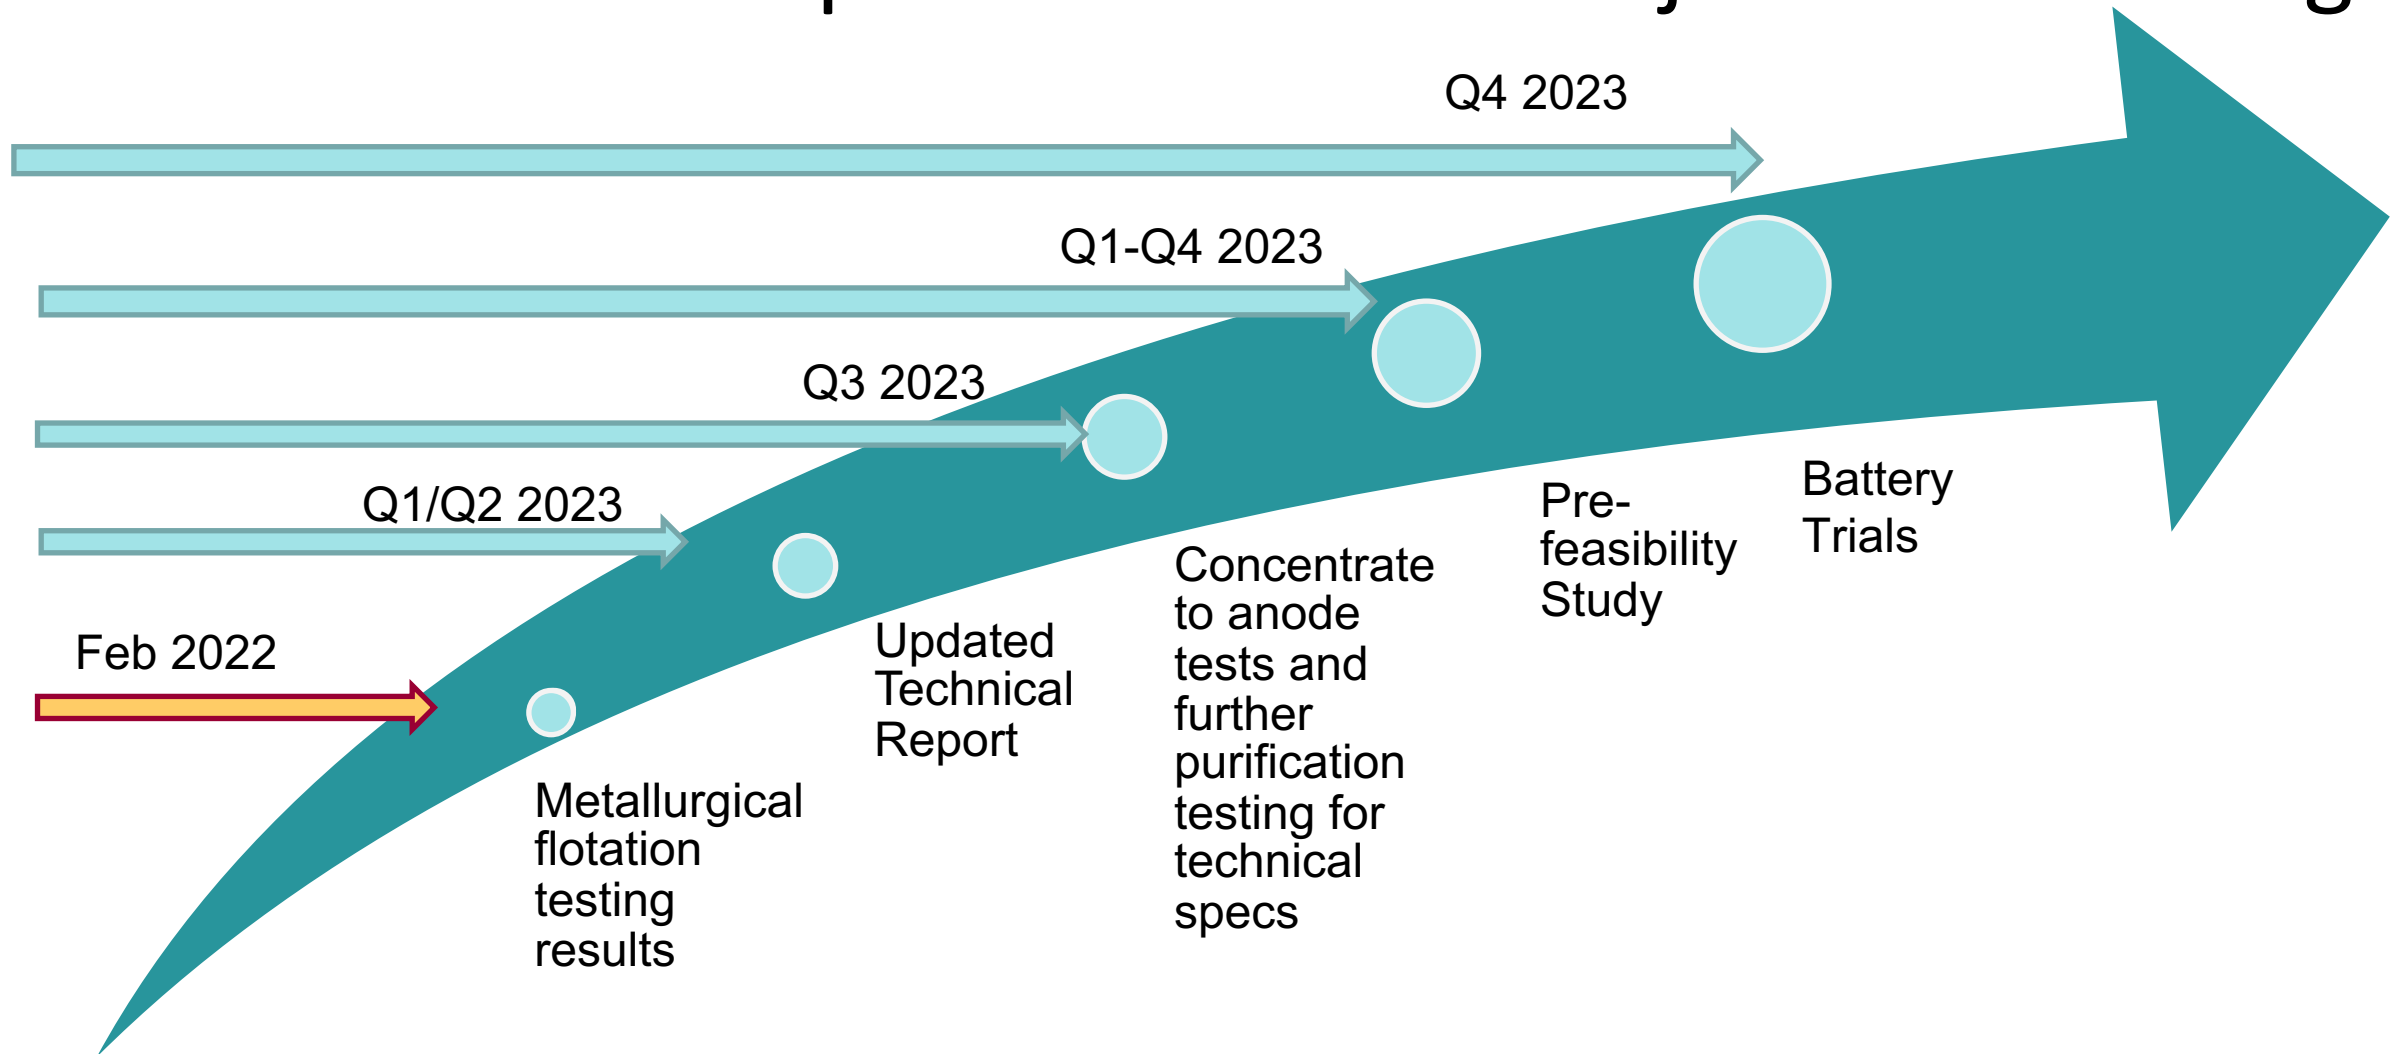 Q4 2023
Q1-Q4 2023
Q3 2023
Q1/Q2 2023
Feb 2022
Battery
Trials
Pre-
feasibility
Study
Concentrate
to anode
tests and
further
purification
testing for
technical
specs
Updated
Technical
Report
Metallurgical
flotation
testing
results